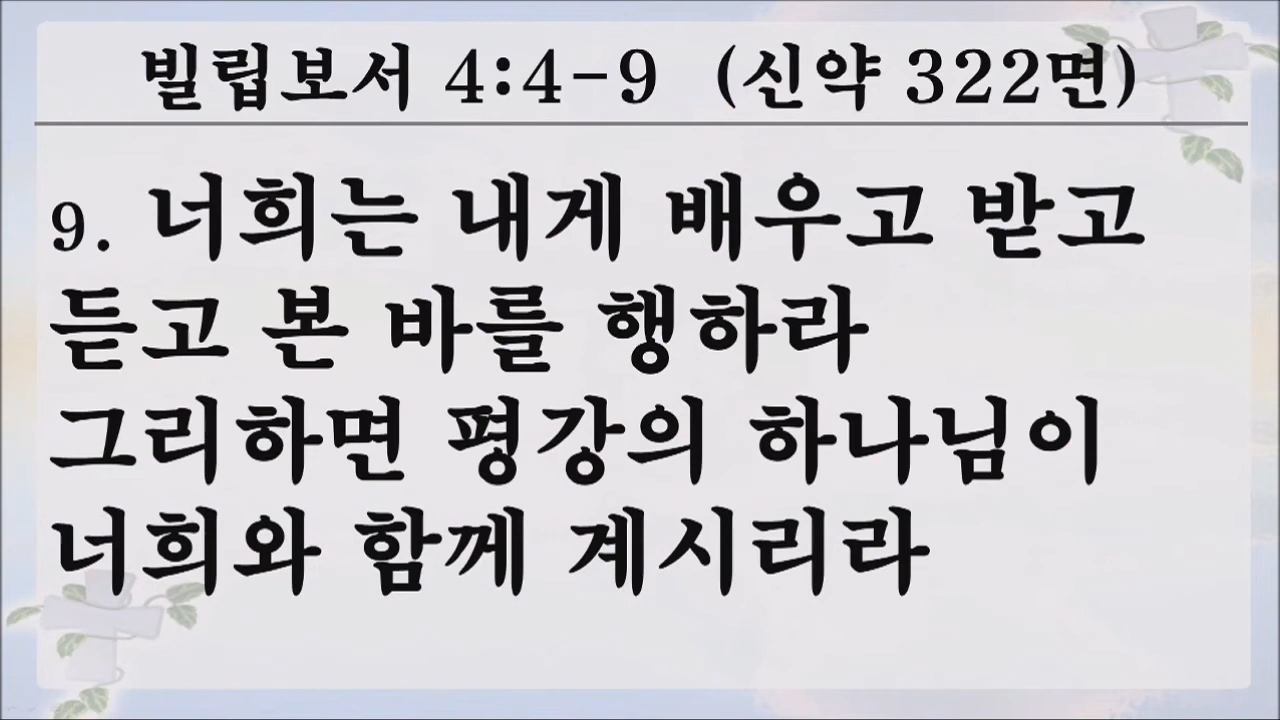 빌립보서 4:4-9 (신약 322면)
9. 너희는 내게 배우고 받고
듣고 본 바를 행하라
그리하면 평강의 하나님이
너희와 함께 계시리라